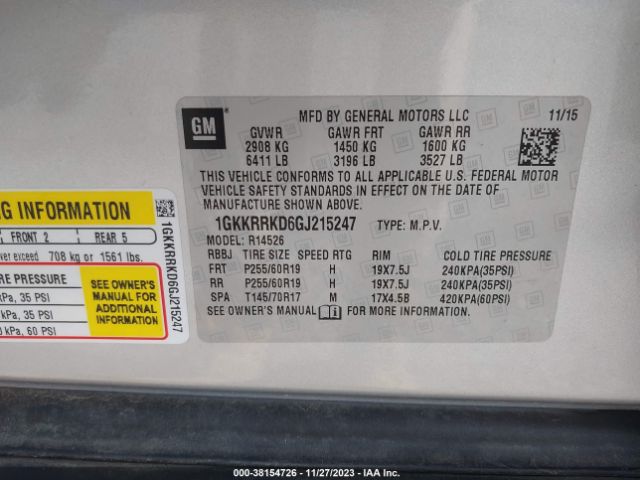 GM
MFD BY GENERAL MOTORS LLC 11/15
GVWR GAWR FRT GAWR RR
2908 KG 1450 KG 1600 KG
6411 LB 3196 LB 3527 LB
THIS VEHICLE CONFORMS TO ALL APPLICABLE U.S. FEDERAL MOTOR
VEHICLE SAFETY STANDARDS IN EFFECT ON THE DATE OF
MANUFACTURE SHOWN ABOVE.
1GKKRRKD6GJ215247 TYPE: M.P.V.
MODEL: R14526
RBBJ TIRE SIZE SPEED RTG RIM COLD TIRE PRESSURE
FRT P255/60R19 H 19X7.5J 240KPA(35PSI)
RR P255/60R19 H 19X7.5J 240KPA(35PSI)
SPA T145/70R17 M 17X4.5B 420KPA(60PSI)
SEE OWNER'S MANUAL FOR MORE INFORMATION.
G INFORMATION
FRONT 2 REAR 5
exceed 708 kg or 1561 lbs.
PRESSURE
kPa, 35 PSI
kPa, 35 PSI
kPa, 60 PSI
SEE OWNER'S
MANUAL FOR
ADDITIONAL
INFORMATION
1GKKRRKD6GJ215247
000-38154726 - 11/27/2023 - IAA Inc.